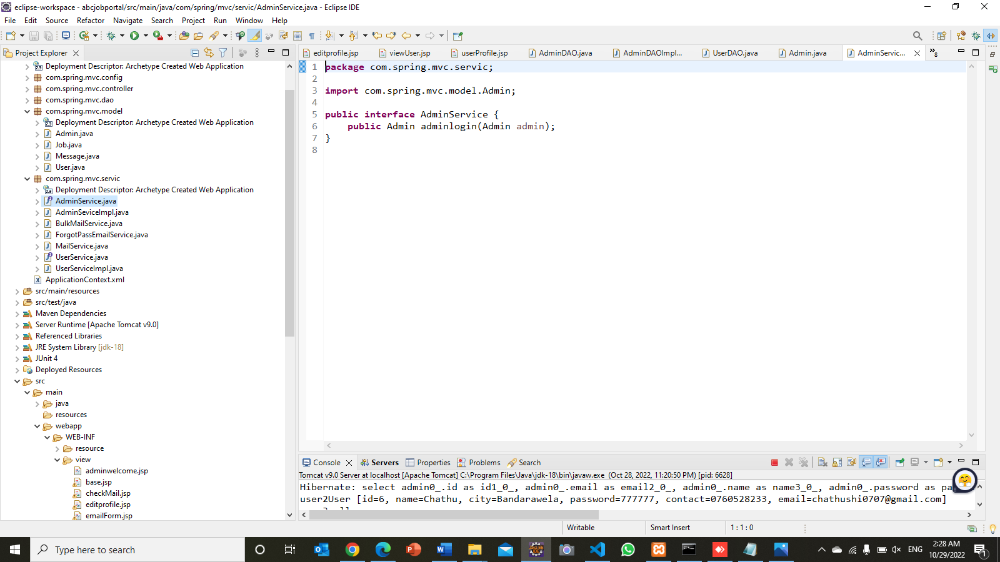 eclipse-workspace - abcjobportal/src/main/java/com/spring/mvc/servic/AdminService.java - Eclipse IDE
File Edit Source Refactor Navigate Search Project Run Window Help
Project Explorer
Deployment Descriptor: Archetype Created Web Application
com.spring.mvc.config
com.spring.mvc.controller
com.spring.mvc.dao
com.spring.mvc.model
Deployment Descriptor: Archetype Created Web Application
Admin.java
Job.java
Message.java
User.java
com.spring.mvc.servic
Deployment Descriptor: Archetype Created Web Application
AdminService.java
AdminSeviceImpl.java
BulkMailService.java
ForgotPassEmailService.java
MailService.java
UserService.java
UserServiceImpl.java
ApplicationContext.xml
src/main/resources
src/test/java
Maven Dependencies
Server Runtime [Apache Tomcat v9.0]
Referenced Libraries
JRE System Library [jdk-18]
JUnit 4
Deployed Resources
src
main
java
resources
webapp
WEB-INF
resource
view
adminwelcome.jsp
base.jsp
checkMail.jsp
editprofile.jsp
emailForm.jsp
editprofile.jsp viewUser.jsp userProfile.jsp AdminDAO.java AdminDAOImpl... UserDAO.java Admin.java AdminServic... 8
1 package com.spring.mvc.servic;
2
3 import com.spring.mvc.model.Admin;
4
5 public interface AdminService {
6 public Admin adminlogin(Admin admin);
7 }
8
Console Servers Properties Problems Search
Tomcat v9.0 Server at localhost [Apache Tomcat] C:\Program Files\Java\jdk-18\bin\javaw.exe (Oct 28, 2022, 11:20:50 PM) [pid: 6628]
Hibernate: select admin0_.id as id1_0_, admin0_.email as email2_0_, admin0_.name as name3_0_, admin0_.password as pa
user2User [id=6, name=Chathu, city=Bandarawela, password=777777, contact=0760528233, email=chathushi0707@gmail.com]
Writable Smart Insert 1 : 1 : 0
Type here to search
ENG
2:28 AM
10/29/2022
1